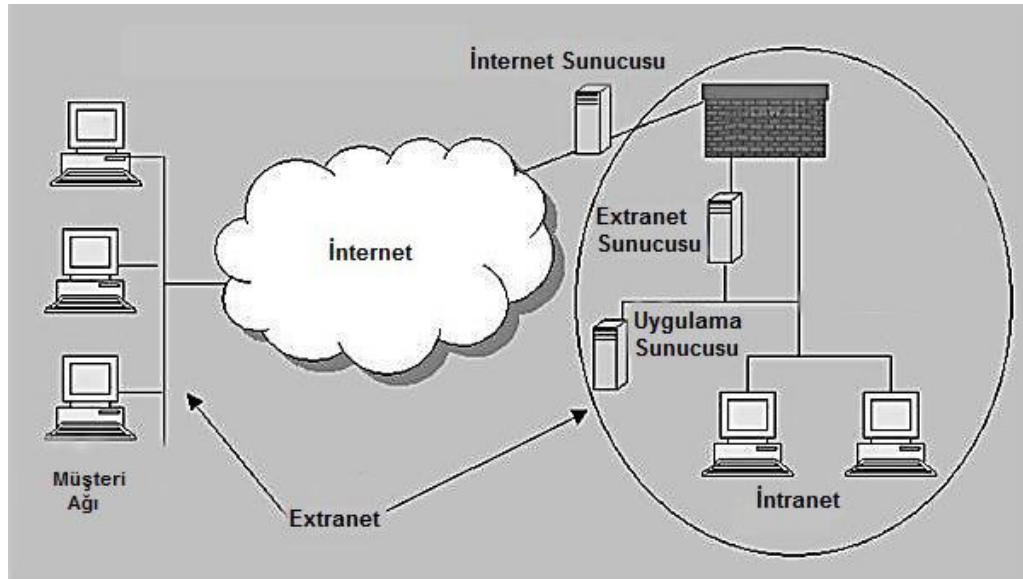 İnternet Sunucusu
İnternet
Extranet
Sunucusu
Uygulama
Sunucusu
Müşteri
Ağı
Extranet
İntranet